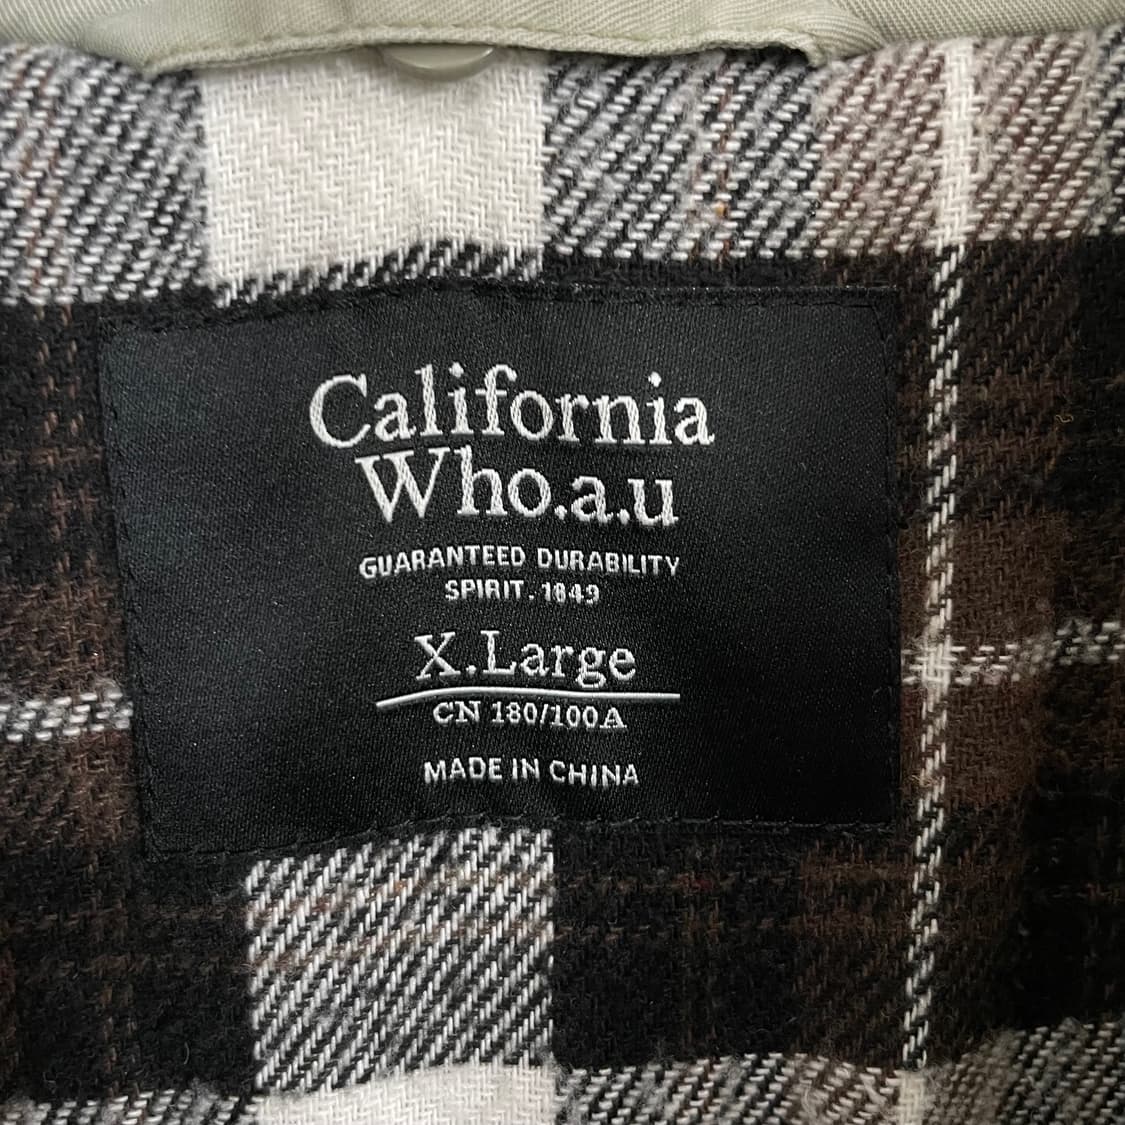 California
Who.a.u
GUARANTEED DURABILITY
SPIRIT.1849
X.Large
CN 180/100A
MADE IN CHINA